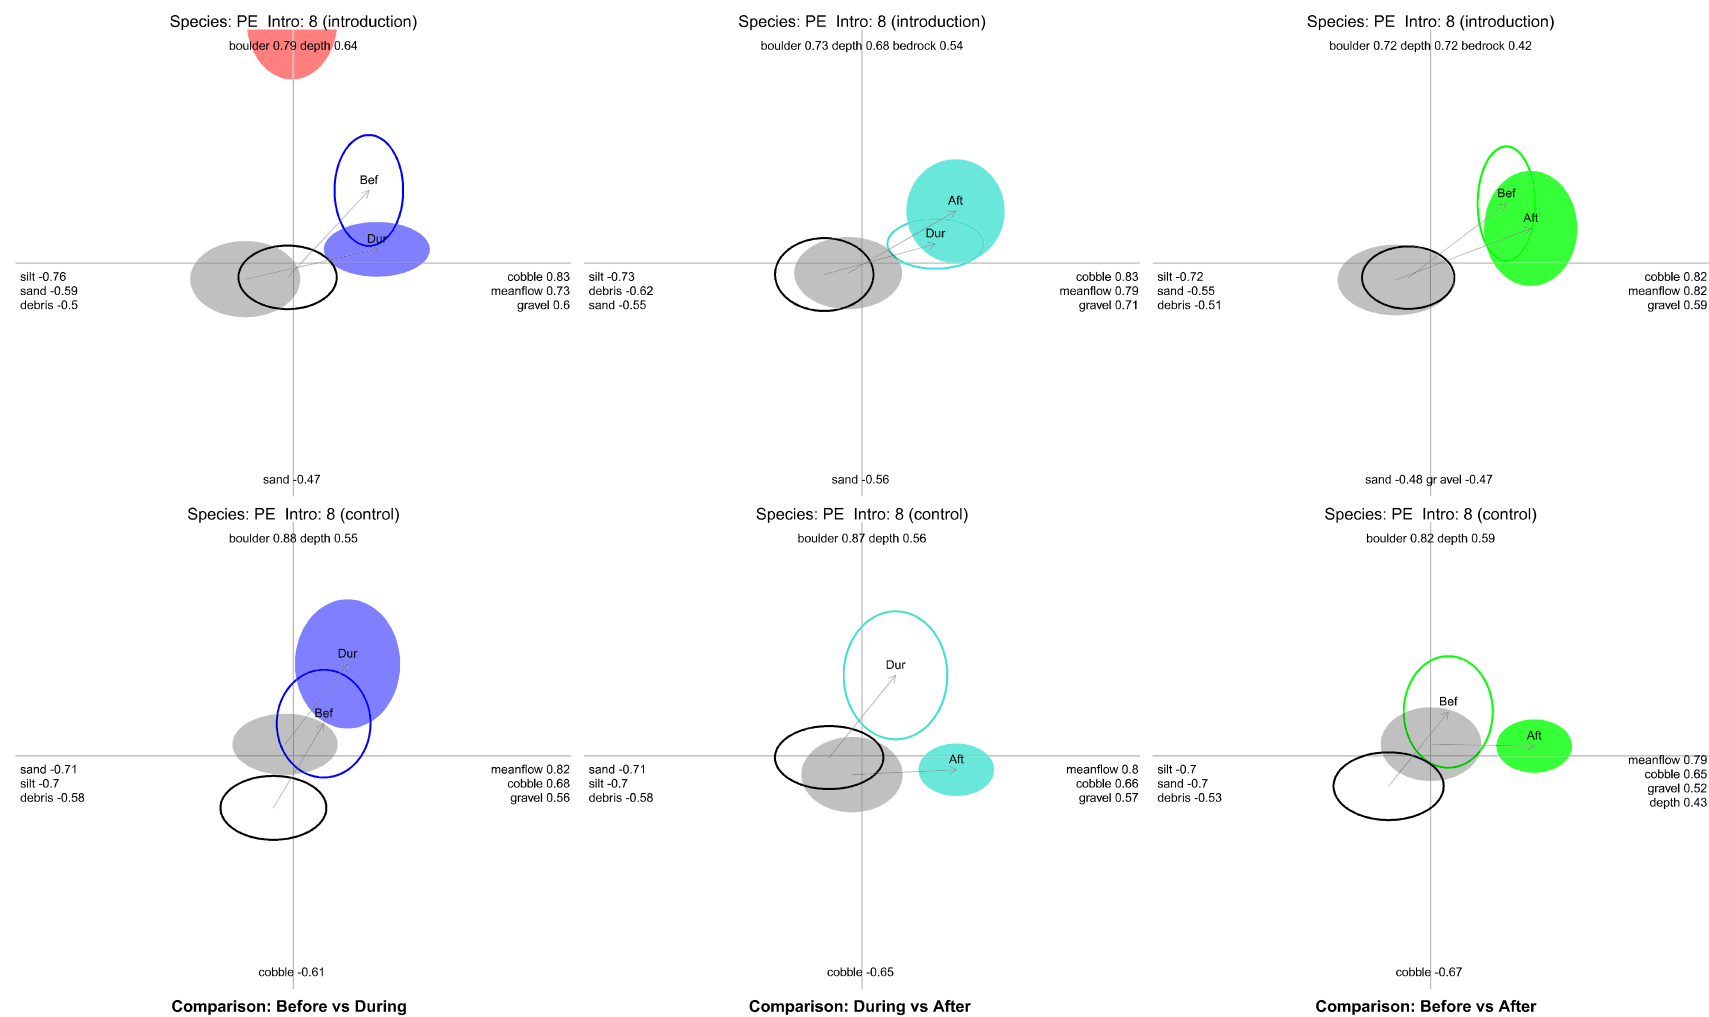 Species: PE  Intro: 8 (introduction)
boulder 0.79 depth 0.64
Bef
Dur
silt -0.76
sand -0.59
debris -0.5
cobble 0.83
meanflow 0.73
gravel 0.6
sand -0.47
Species: PE  Intro: 8 (introduction)
boulder 0.73 depth 0.68 bedrock 0.54
Aft
Dur
silt -0.73
debris -0.62
sand -0.55
cobble 0.83
meanflow 0.79
gravel 0.71
sand -0.56
Species: PE  Intro: 8 (introduction)
boulder 0.72 depth 0.72 bedrock 0.42
Bef
Aft
silt -0.72
sand -0.55
debris -0.51
cobble 0.82
meanflow 0.82
gravel 0.59
sand -0.48 gr avel -0.47
Species: PE  Intro: 8 (control)
boulder 0.88 depth 0.55
Dur
Bef
sand -0.71
silt -0.7
debris -0.58
meanflow 0.82
cobble 0.68
gravel 0.56
cobble -0.61
Comparison: Before vs During
Species: PE  Intro: 8 (control)
boulder 0.87 depth 0.56
Dur
Aft
sand -0.71
silt -0.7
debris -0.58
meanflow 0.8
cobble 0.66
gravel 0.57
cobble -0.65
Comparison: During vs After
Species: PE  Intro: 8 (control)
boulder 0.82 depth 0.59
Bef
Aft
silt -0.7
sand -0.7
debris -0.53
meanflow 0.79
cobble 0.65
gravel 0.52
depth 0.43
cobble -0.67
Comparison: Before vs After